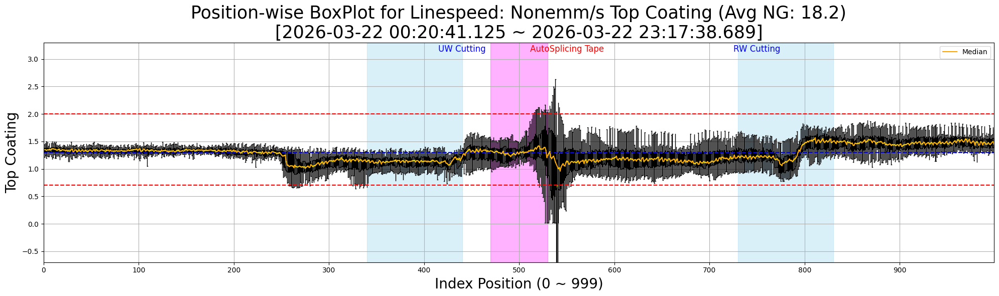 Position-wise BoxPlot for Linespeed: Nonemm/s Top Coating (Avg NG: 18.2)
[2026-03-22 00:20:41.125 ~ 2026-03-22 23:17:38.689]
UW Cutting
AutoSplicing Tape
RW Cutting
Median
Top Coating
3.0
2.5
2.0
1.5
1.0
0.5
0.0
−0.5
0 100 200 300 400 500 600 700 800 900
Index Position (0 ~ 999)